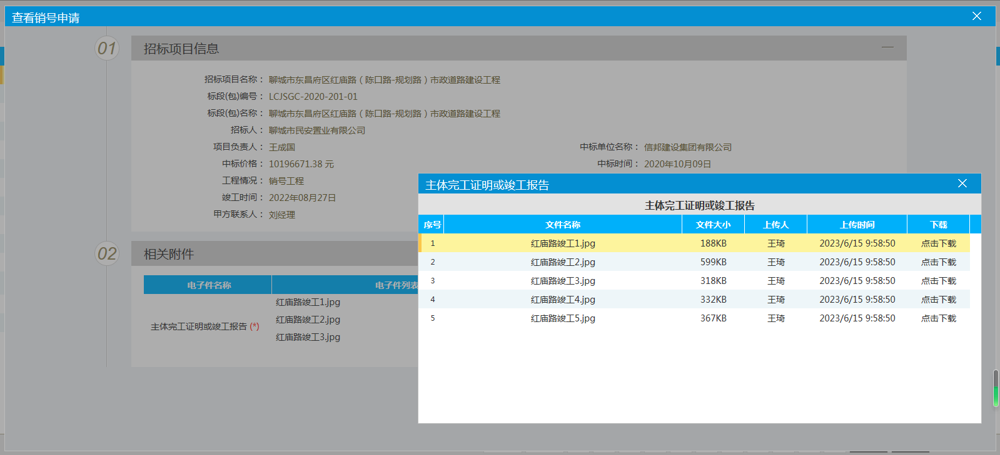 查看销号申请
01
招标项目信息
招标项目名称： 聊城市东昌府区红庙路（陈口路-规划路）市政道路建设工程
标段(包)编号： LCJSGC-2020-201-01
标段(包)名称： 聊城市东昌府区红庙路（陈口路-规划路）市政道路建设工程
招标人： 聊城市民安置业有限公司
项目负责人： 王成国 中标单位名称： 信邦建设集团有限公司
中标价格： 10196671.38 元 中标时间： 2020年10月09日
工程情况： 销号工程
竣工时间： 2022年08月27日
甲方联系人： 刘经理
02
相关附件
电子件名称 电子件列表
主体完工证明或竣工报告 (*)
红庙路竣工1.jpg
红庙路竣工2.jpg
红庙路竣工3.jpg
主体完工证明或竣工报告
主体完工证明或竣工报告
序号 文件名称 文件大小 上传人 上传时间 下载
1 红庙路竣工1.jpg 188KB 王琦 2023/6/15 9:58:50 点击下载
2 红庙路竣工2.jpg 599KB 王琦 2023/6/15 9:58:50 点击下载
3 红庙路竣工3.jpg 318KB 王琦 2023/6/15 9:58:50 点击下载
4 红庙路竣工4.jpg 332KB 王琦 2023/6/15 9:58:50 点击下载
5 红庙路竣工5.jpg 367KB 王琦 2023/6/15 9:58:50 点击下载